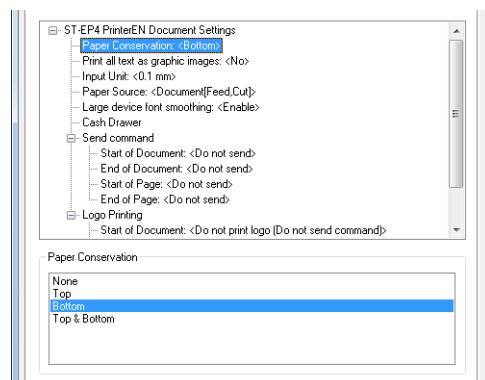 ST-EP4 PrinterEN Document Settings
Paper Conservation: <Bottom>
Print all text as graphic images: <No>
Input Unit: <0.1 mm>
Paper Source: <Document[Feed,Cut]>
Large device font smoothing: <Enable>
Cash Drawer
Send command
Start of Document: <Do not send>
End of Document: <Do not send>
Start of Page: <Do not send>
End of Page: <Do not send>
Logo Printing
Start of Document: <Do not print logo (Do not send command)>
Paper Conservation
None
Top
Bottom
Top & Bottom